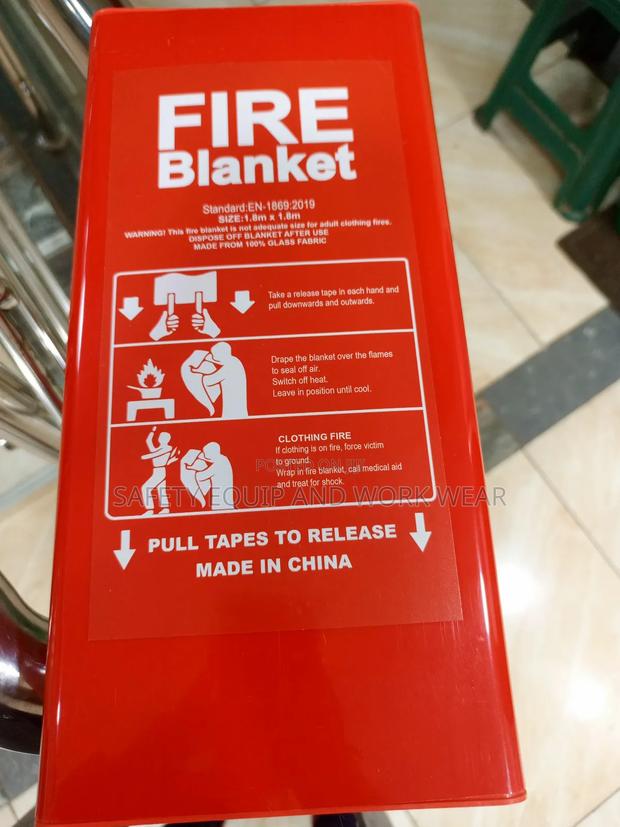 FIRE
Blanket
Standard:EN-1869:2019
SIZE:1.8m x 1.8m
WARNING! This fire blanket is not adequate size for adult clothing fires.
DISPOSE OFF BLANKET AFTER USE
MADE FROM 100% GLASS FABRIC
Take a release tape in each hand and
pull downwards and outwards.
Drape the blanket over the flames
to seal off air.
Switch off heat.
Leave in position until cool.
CLOTHING FIRE
If clothing is on fire, force victim
to ground.
Wrap in fire blanket, call medical aid
and treat for shock.
SAFETY EQUIP AND WORK WEAR
PULL TAPES TO RELEASE
MADE IN CHINA